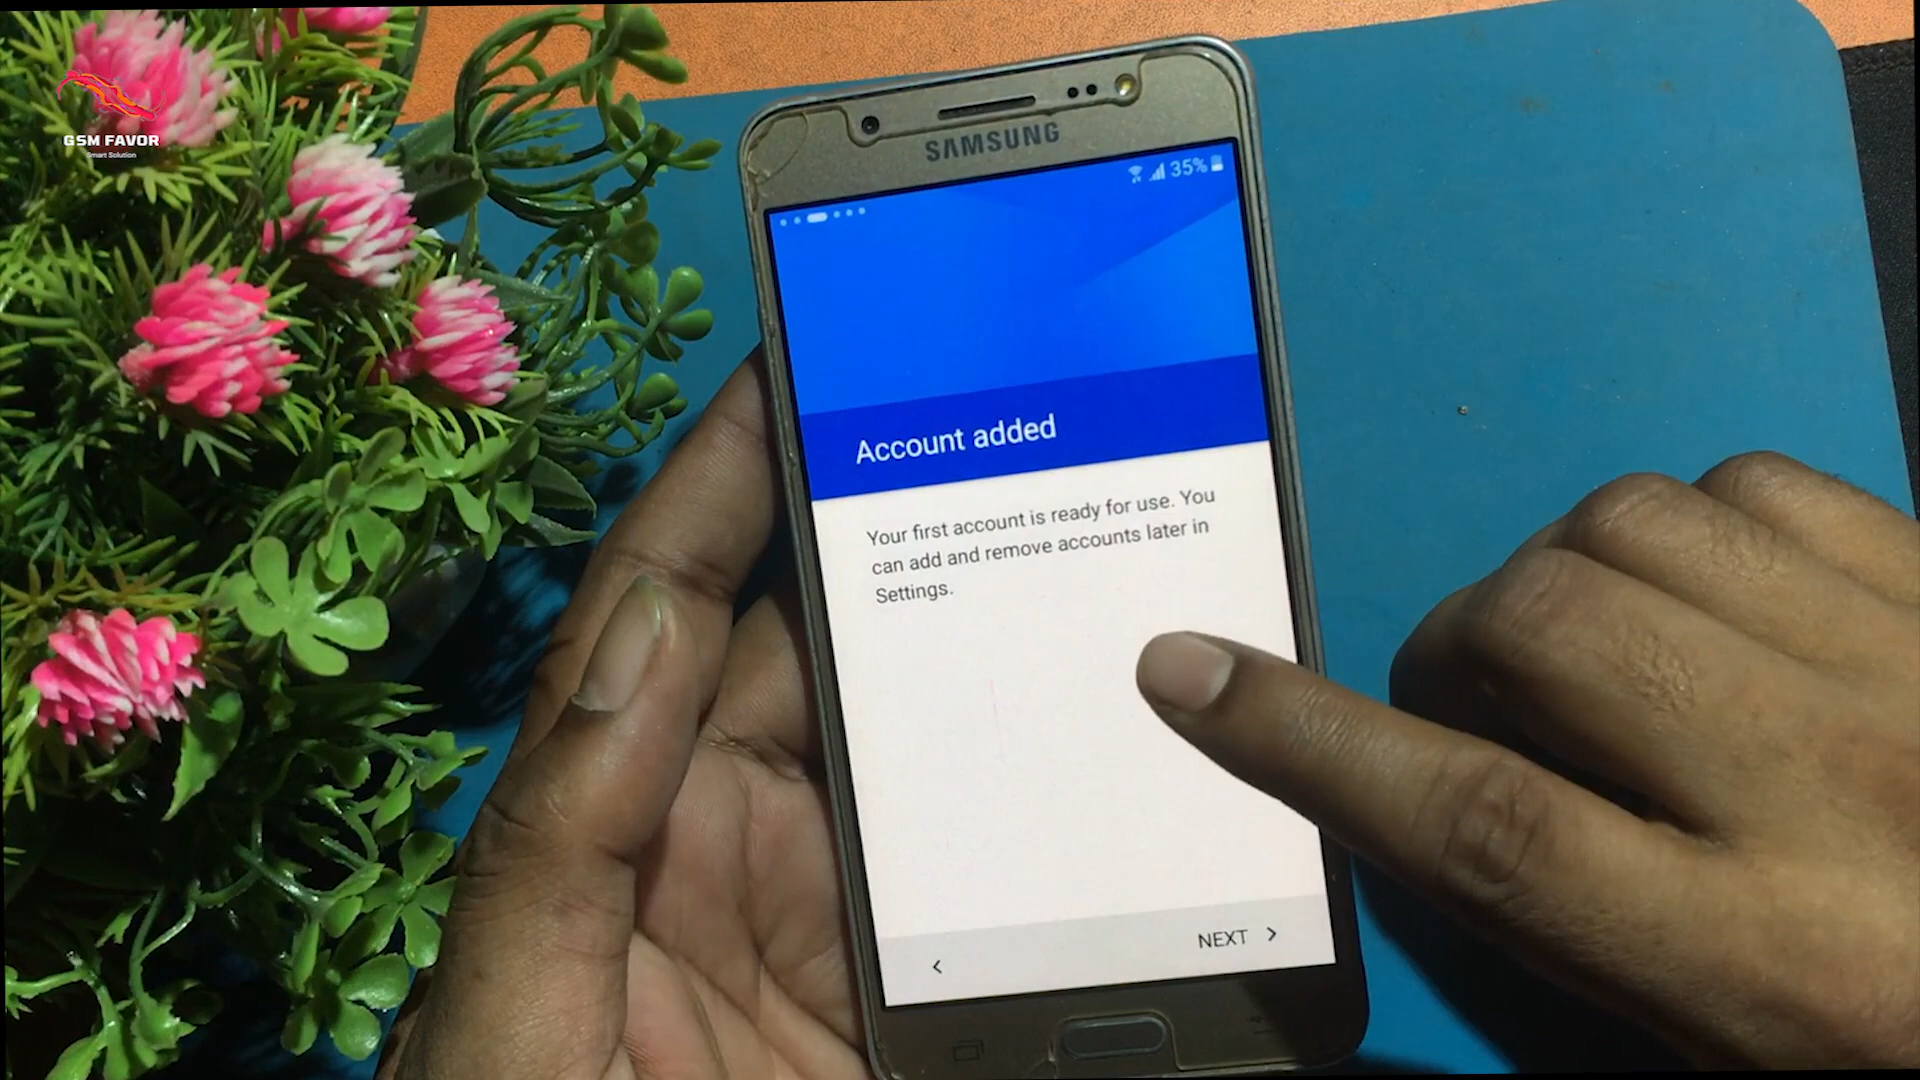 GSM FAVOR
Smart Solution
SAMSUNG
35%
Account added
Your first account is ready for use. You
can add and remove accounts later in
Settings.
NEXT